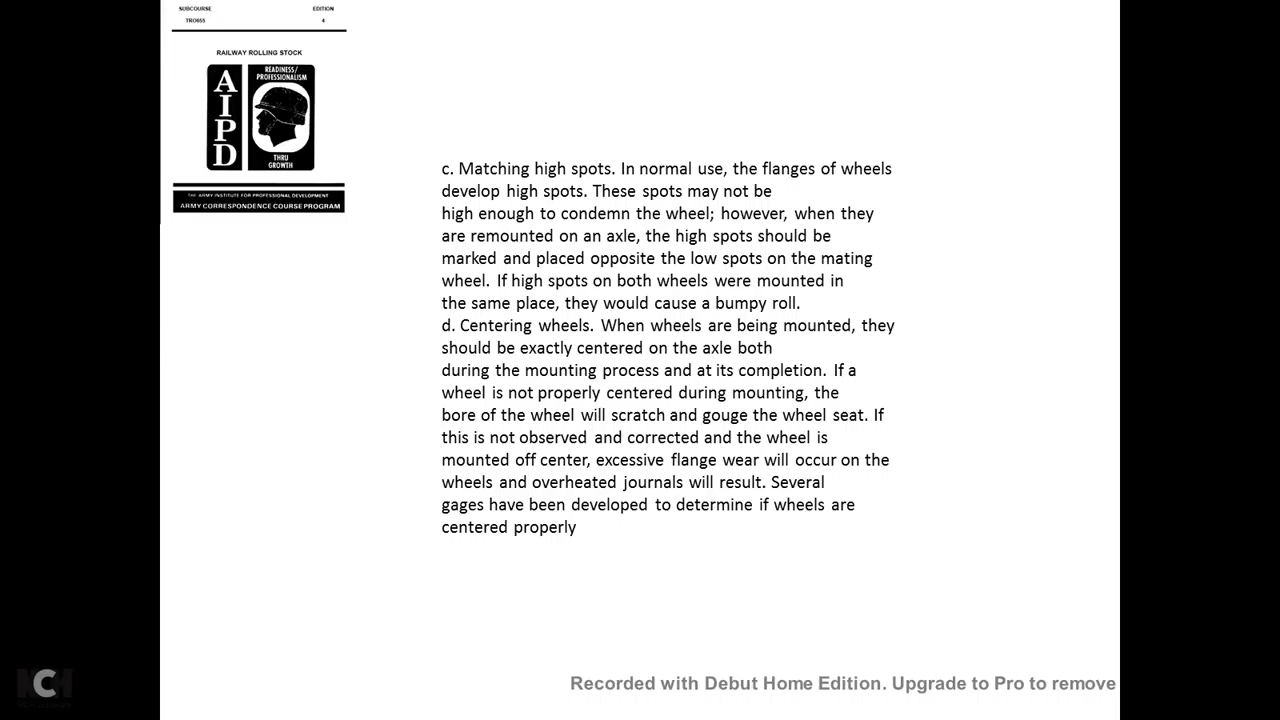 SUBCOURSE EDITION
TRO655 4
RAILWAY ROLLING STOCK
AIPD
READINESS/
PROFESSIONALISM
THRU
GROWTH
THE ARMY INSTITUTE FOR PROFESSIONAL DEVELOPMENT
ARMY CORRESPONDENCE COURSE PROGRAM
c. Matching high spots. In normal use, the flanges of wheels
develop high spots. These spots may not be
high enough to condemn the wheel; however, when they
are remounted on an axle, the high spots should be
marked and placed opposite the low spots on the mating
wheel. If high spots on both wheels were mounted in
the same place, they would cause a bumpy roll.
d. Centering wheels. When wheels are being mounted, they
should be exactly centered on the axle both
during the mounting process and at its completion. If a
wheel is not properly centered during mounting, the
bore of the wheel will scratch and gouge the wheel seat. If
this is not observed and corrected and the wheel is
mounted off center, excessive flange wear will occur on the
wheels and overheated journals will result. Several
gages have been developed to determine if wheels are
centered properly
Recorded with Debut Home Edition. Upgrade to Pro to remove